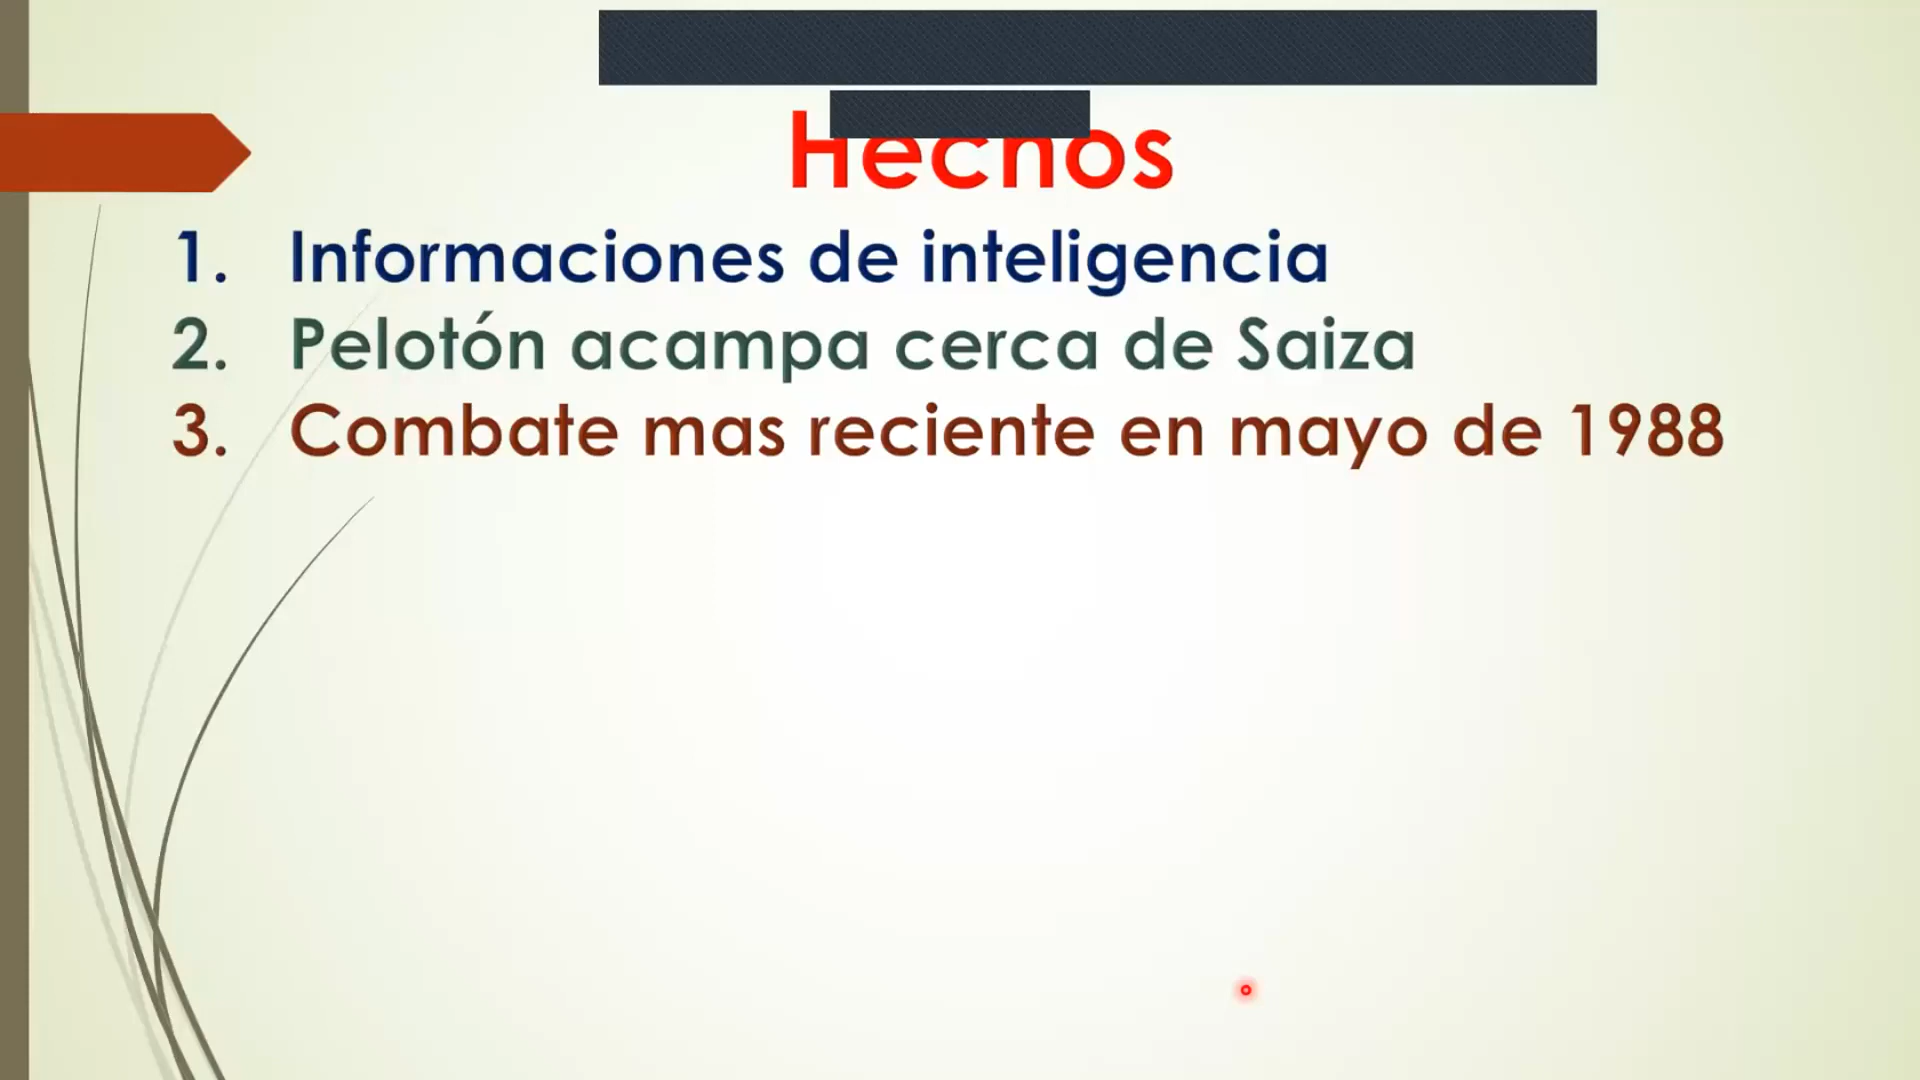 Hechos
1. Informaciones de inteligencia
2. Pelotón acampa cerca de Saiza
3. Combate mas reciente en mayo de 1988